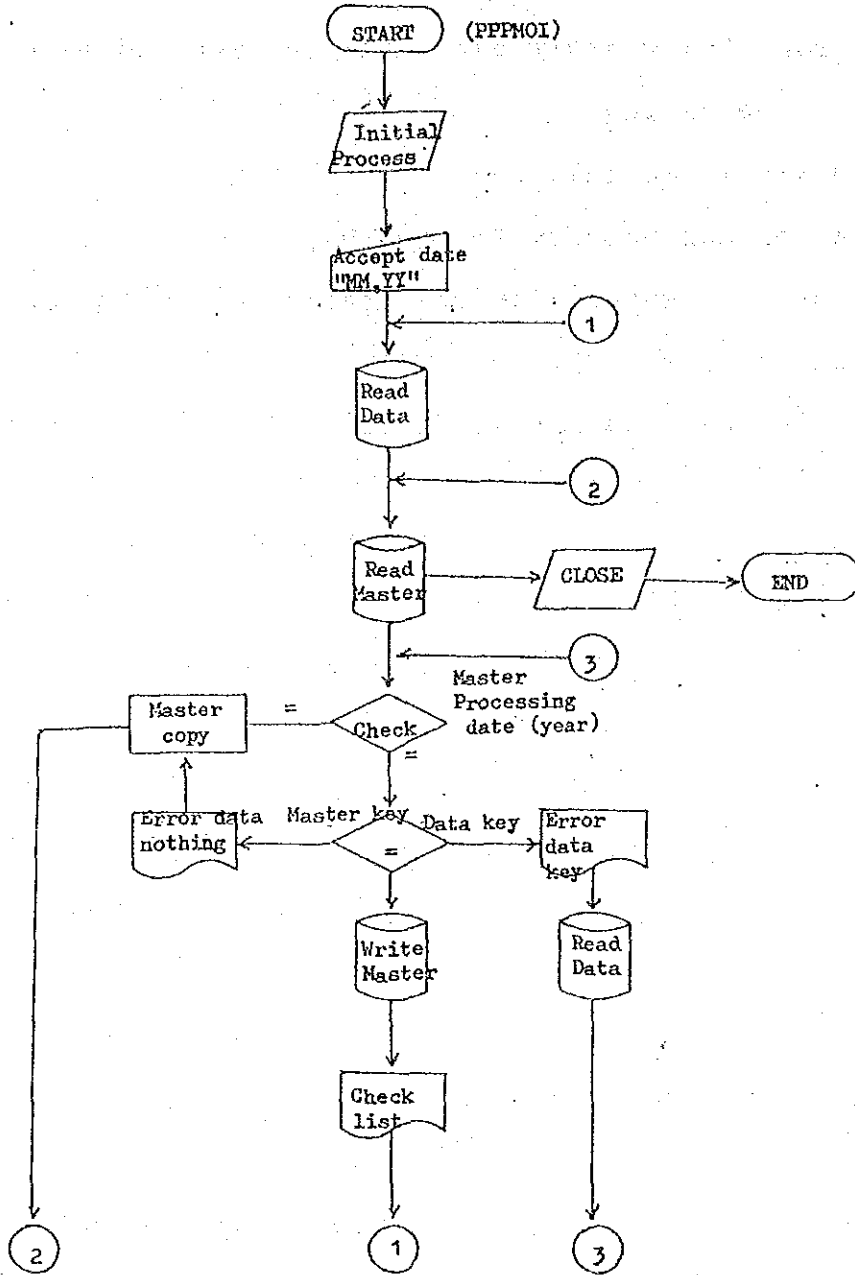 START (PPPMOI)
Initial
Process
Accept date
"MM,YY"
1
Read
Data
2
Read
Master
CLOSE
END
3
Master
Processing
date (year)
Master
copy
=
Check
=
Error data
nothing
Master key
Data key
=
Error
data
key
Write
Master
Read
Data
Check
list
2
1
3